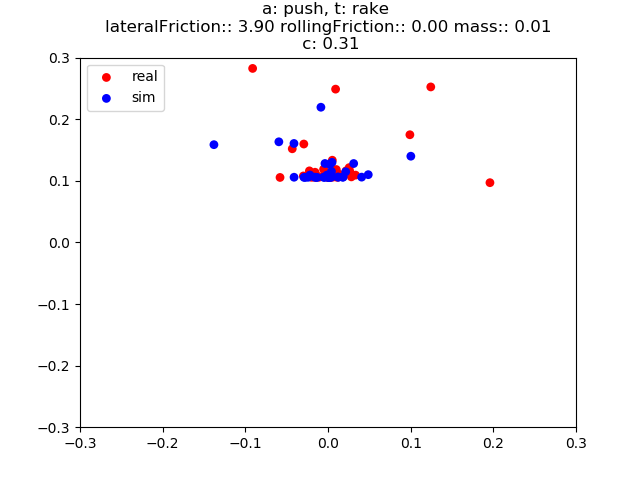 a: push, t: rake
lateralFriction:: 3.90 rollingFriction:: 0.00 mass:: 0.01
c: 0.31
real
sim
0.3
0.2
0.1
0.0
−0.1
−0.2
−0.3
−0.3
−0.2
−0.1
0.0
0.1
0.2
0.3